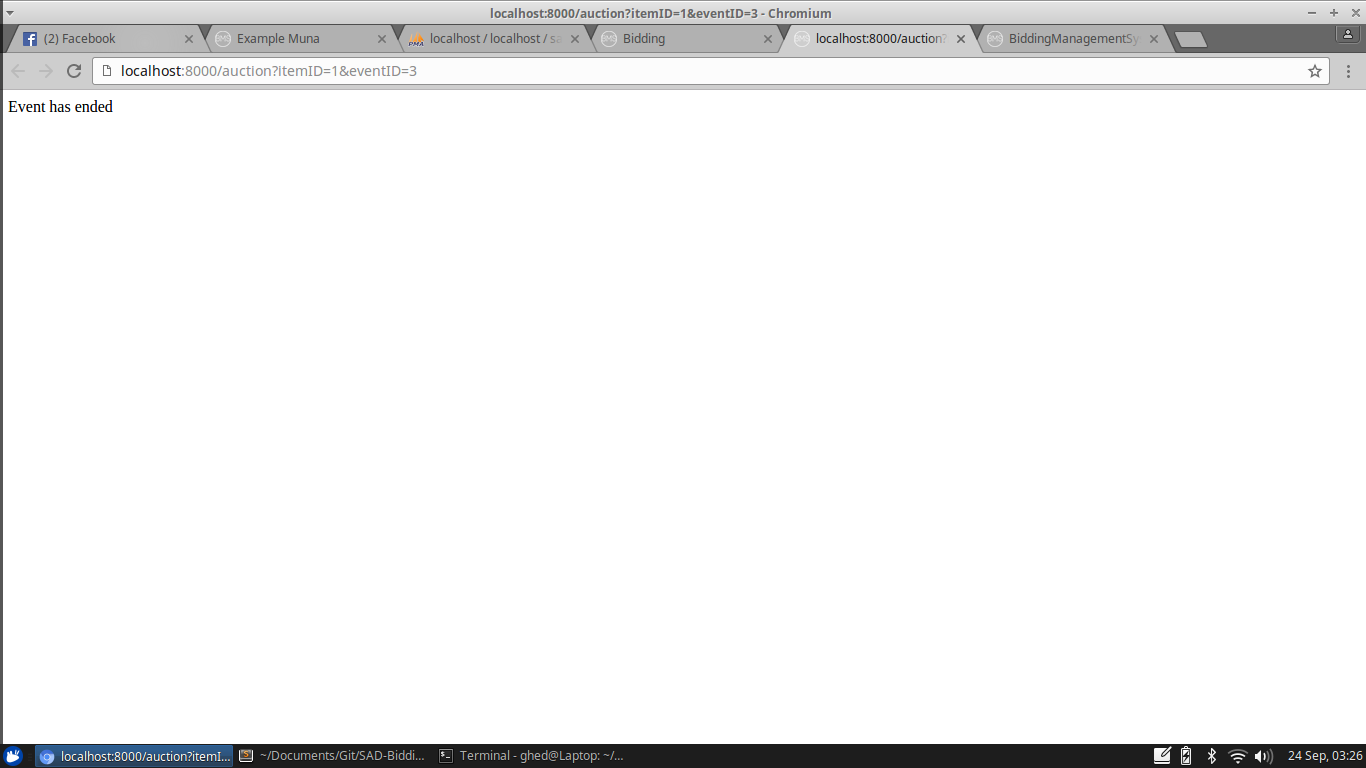 localhost:8000/auction?itemID=1&eventID=3 - Chromium
(2) Facebook
Example Muna
localhost / localhost / sa
Bidding
localhost:8000/auction?
BiddingManagementSy
localhost:8000/auction?itemID=1&eventID=3
Event has ended
localhost:8000/auction?itemI...
~/Documents/Git/SAD-Biddi...
Terminal - ghed@Laptop: ~/...
24 Sep, 03:26